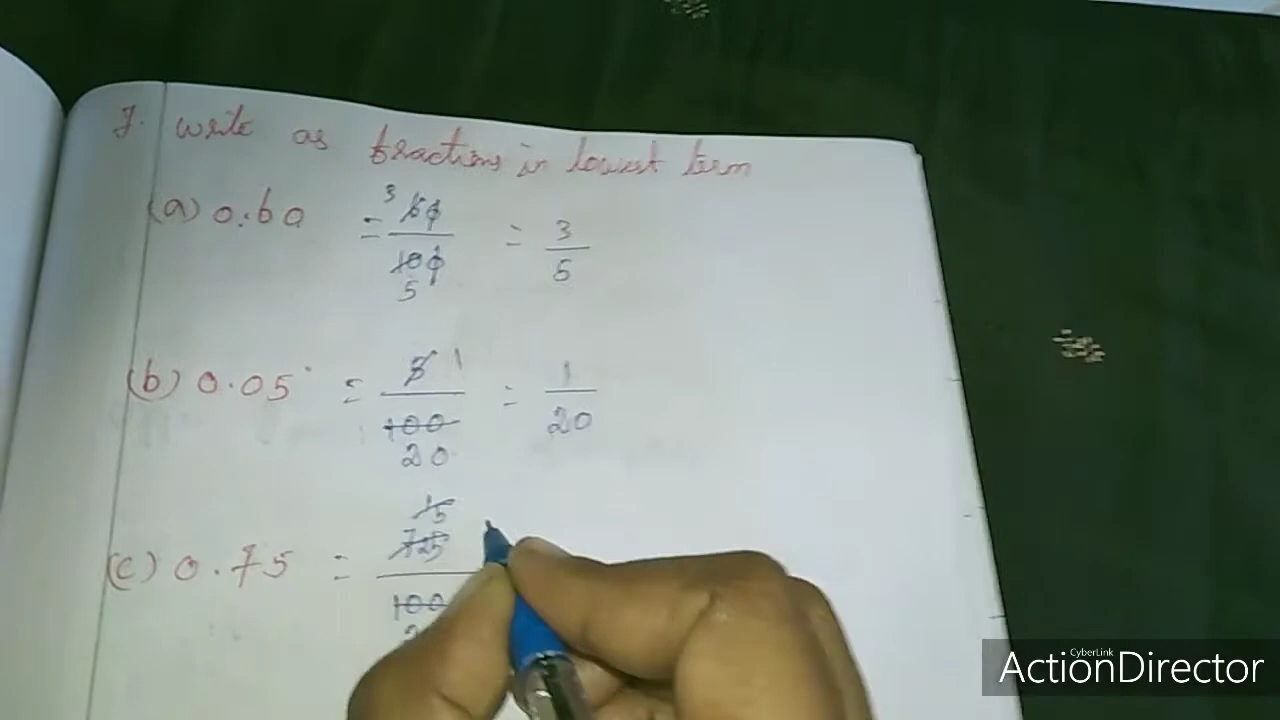 7. Write as fractions in lowest term
(a) 0.60 = 3 60 / 100 5 = 3/5
(b) 0.05 = 5 1 / 100 20 = 1/20
15
(c) 0.75 = 75 / 100
2
CyberLink
ActionDirector